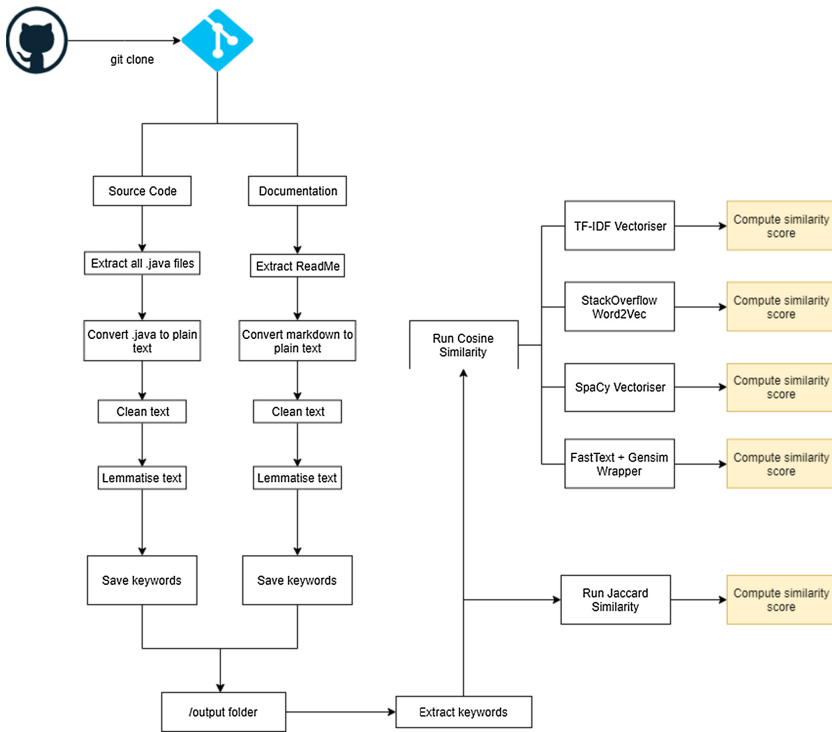 git clone
Source Code
Documentation
Extract all .java files
Extract ReadMe
Convert .java to plain
text
Convert markdown to
plain text
Clean text
Clean text
Lemmatise text
Lemmatise text
Save keywords
Save keywords
/output folder
Extract keywords
Run Cosine
Similarity
TF-IDF Vectoriser
Compute similarity
score
StackOverflow
Word2Vec
Compute similarity
score
SpaCy Vectoriser
Compute similarity
score
FastText + Gensim
Wrapper
Compute similarity
score
Run Jaccard
Similarity
Compute similarity
score